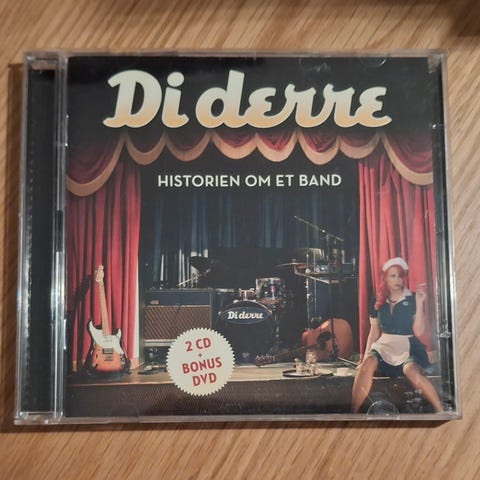 Di derre
HISTORIEN OM ET BAND
Di derre
2 CD
+
BONUS
DVD